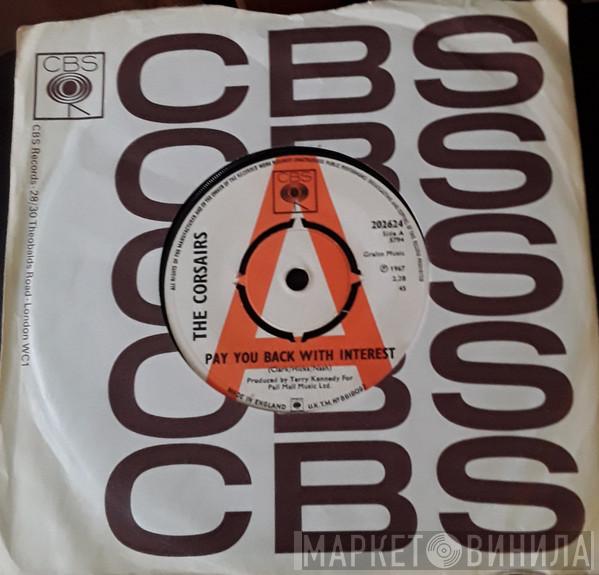 CBS
CBS Records · 28/30 Theobalds Road, London WC1
CBS
CBS
CBS
CBS
CBS
CBS
A
THE CORSAIRS
202624
Side A
Gralto Music
Ⓟ 1967
2.38
45
PAY YOU BACK WITH INTEREST
(Clark/Hicks/Nash)
Produced by Terry Kennedy For
Pall Mall Music Ltd.
MADE IN ENGLAND
МАРКЕТ ВИНИЛА